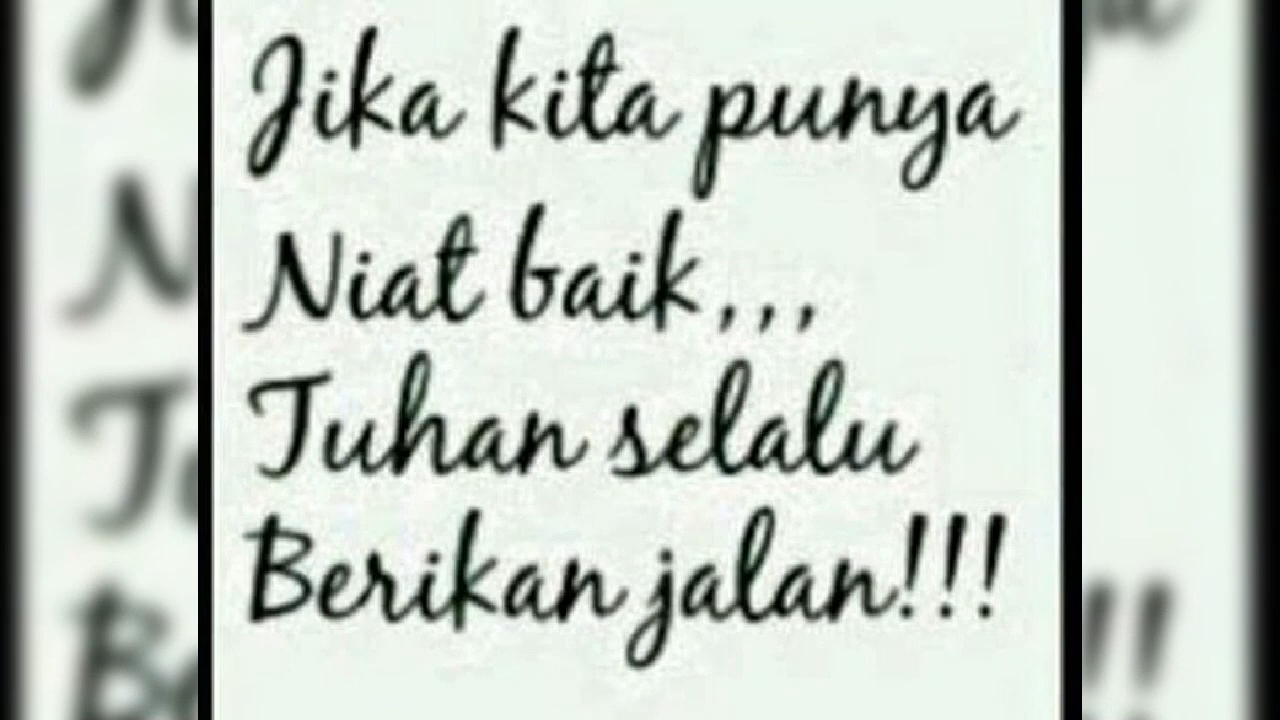 Jika kita punya
Niat baik,,,
Tuhan selalu
Berikan jalan!!!